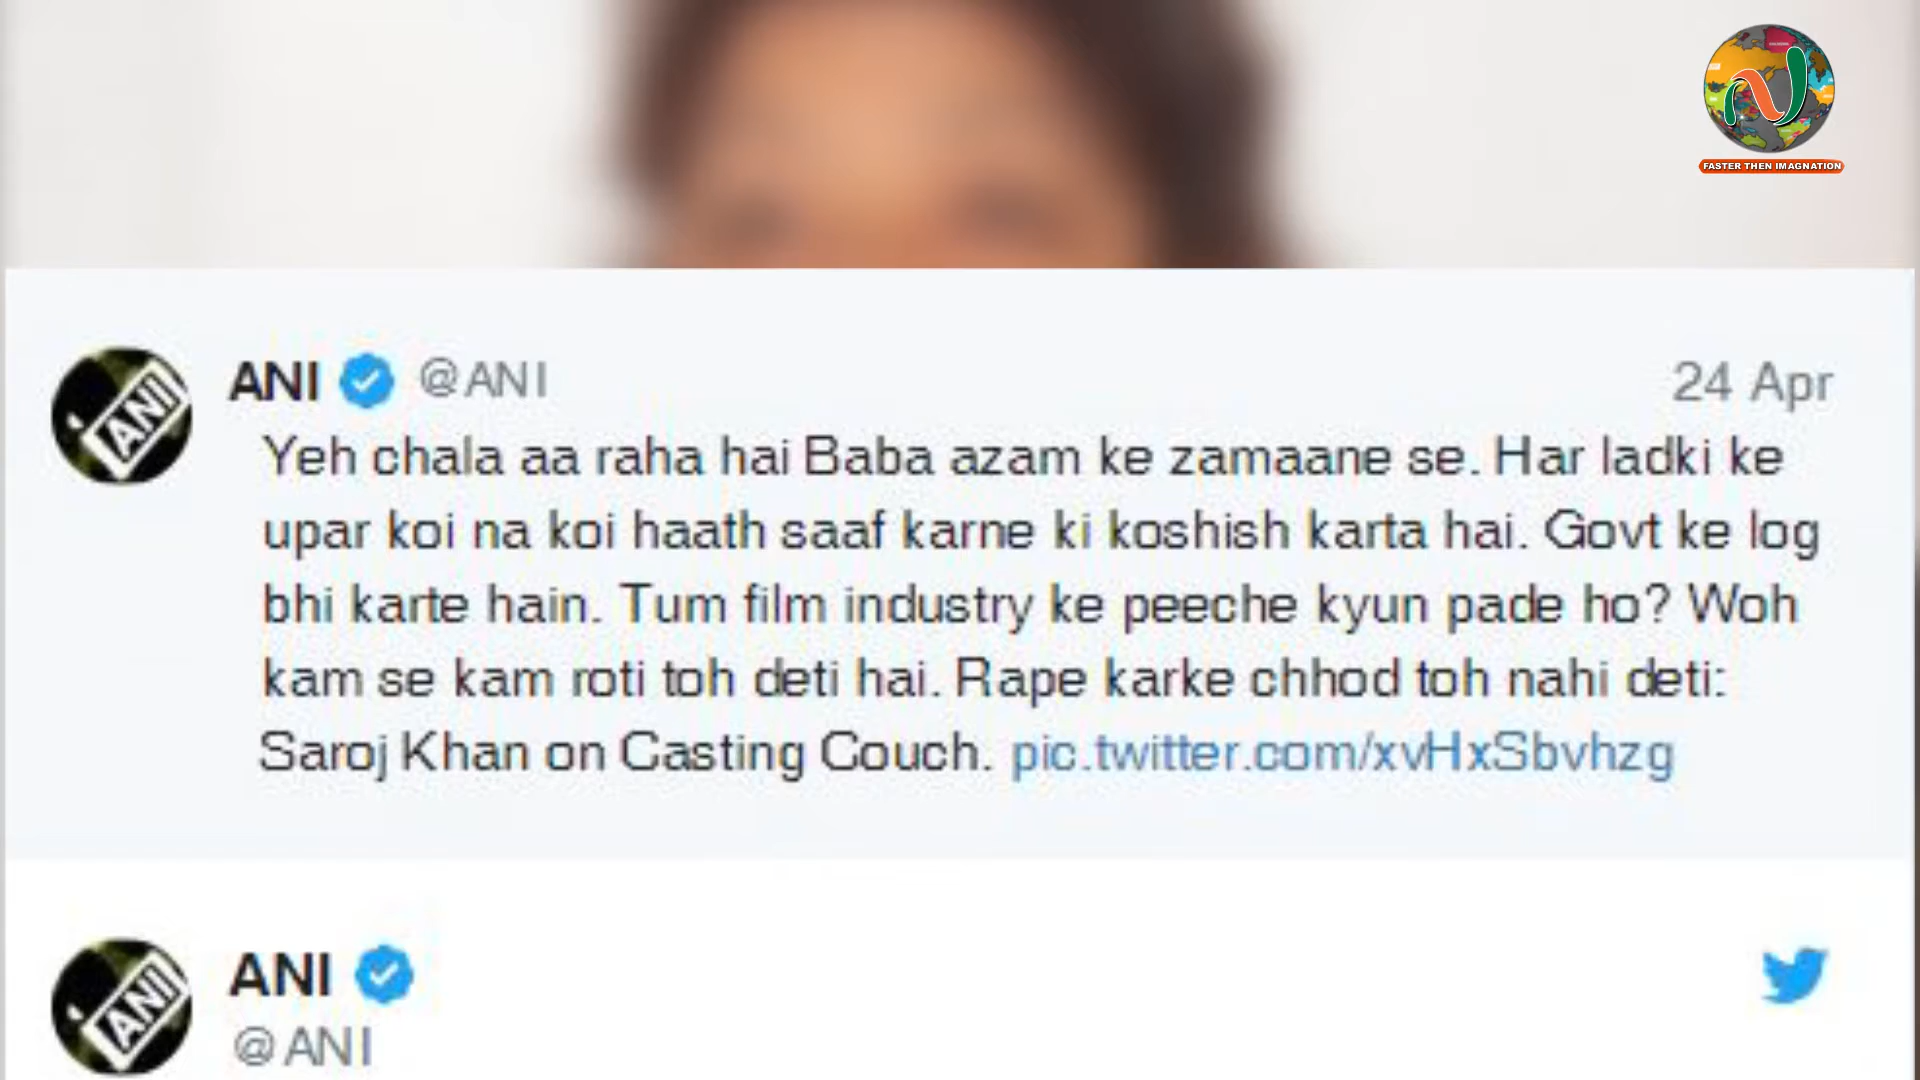 FASTER THEN IMAGNATION
ANI @ANI 24 Apr
Yeh chala aa raha hai Baba azam ke zamaane se. Har ladki ke
upar koi na koi haath saaf karne ki koshish karta hai. Govt ke log
bhi karte hain. Tum film industry ke peeche kyun pade ho? Woh
kam se kam roti toh deti hai. Rape karke chhod toh nahi deti:
Saroj Khan on Casting Couch. pic.twitter.com/xvHxSbvhzg
ANI
@ANI